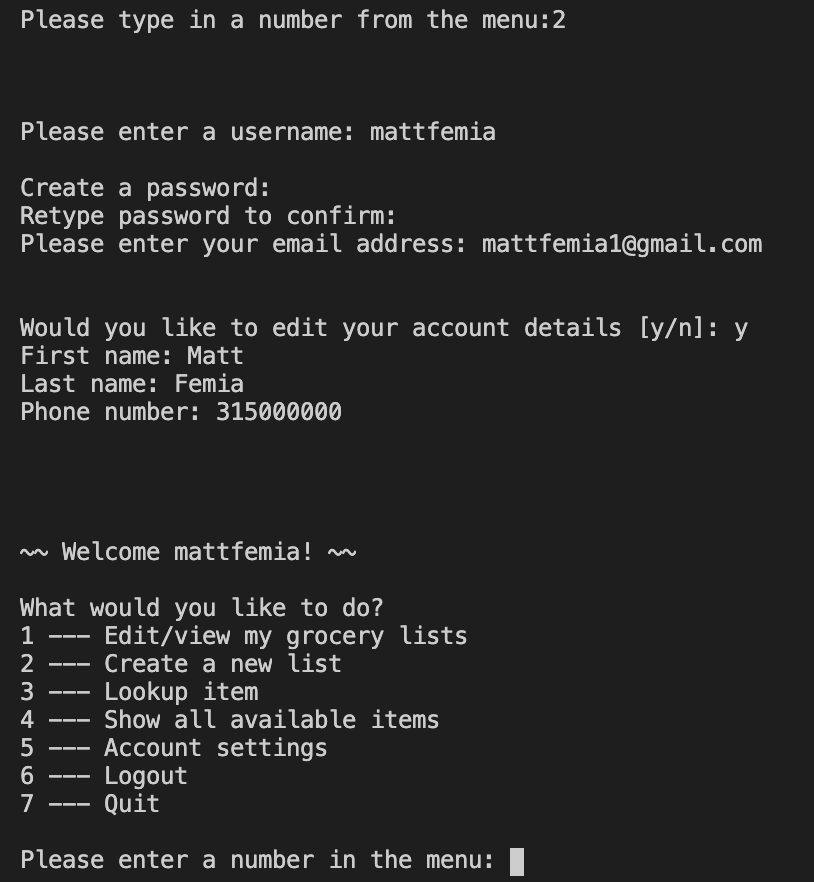 Please type in a number from the menu:2
Please enter a username: mattfemia
Create a password:
Retype password to confirm:
Please enter your email address: mattfemia1@gmail.com
Would you like to edit your account details [y/n]: y
First name: Matt
Last name: Femia
Phone number: 315000000
~~ Welcome mattfemia! ~~
What would you like to do?
1 --- Edit/view my grocery lists
2 --- Create a new list
3 --- Lookup item
4 --- Show all available items
5 --- Account settings
6 --- Logout
7 --- Quit
Please enter a number in the menu: